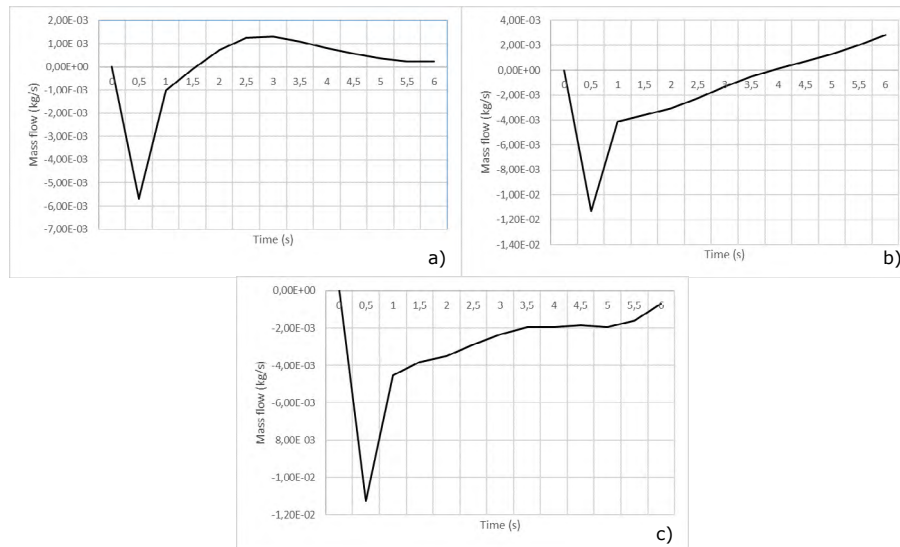 2,00E-03
1,00E-03
0,00E+00
-1,00E-03
-2,00E-03
-3,00E-03
-4,00E-03
-5,00E-03
-6,00E-03
-7,00E-03
Mass flow (kg/s)
0 0,5 1 1,5 2 2,5 3 3,5 4 4,5 5 5,5 6
Time (s)
a)
4,00E-03
2,00E-03
0,00E+00
-2,00E-03
-4,00E-03
-6,00E-03
-8,00E-03
-1,00E-02
-1,20E-02
-1,40E-02
Mass flow (kg/s)
0 0,5 1 1,5 2 2,5 3 3,5 4 4,5 5 5,5 6
Time (s)
b)
0,00E+00
-2,00E-03
-4,00E-03
-6,00E-03
-8,00E-03
-1,00E-02
-1,20E-02
Mass flow (kg/s)
0 0,5 1 1,5 2 2,5 3 3,5 4 4,5 5 5,5 6
Time (s)
c)